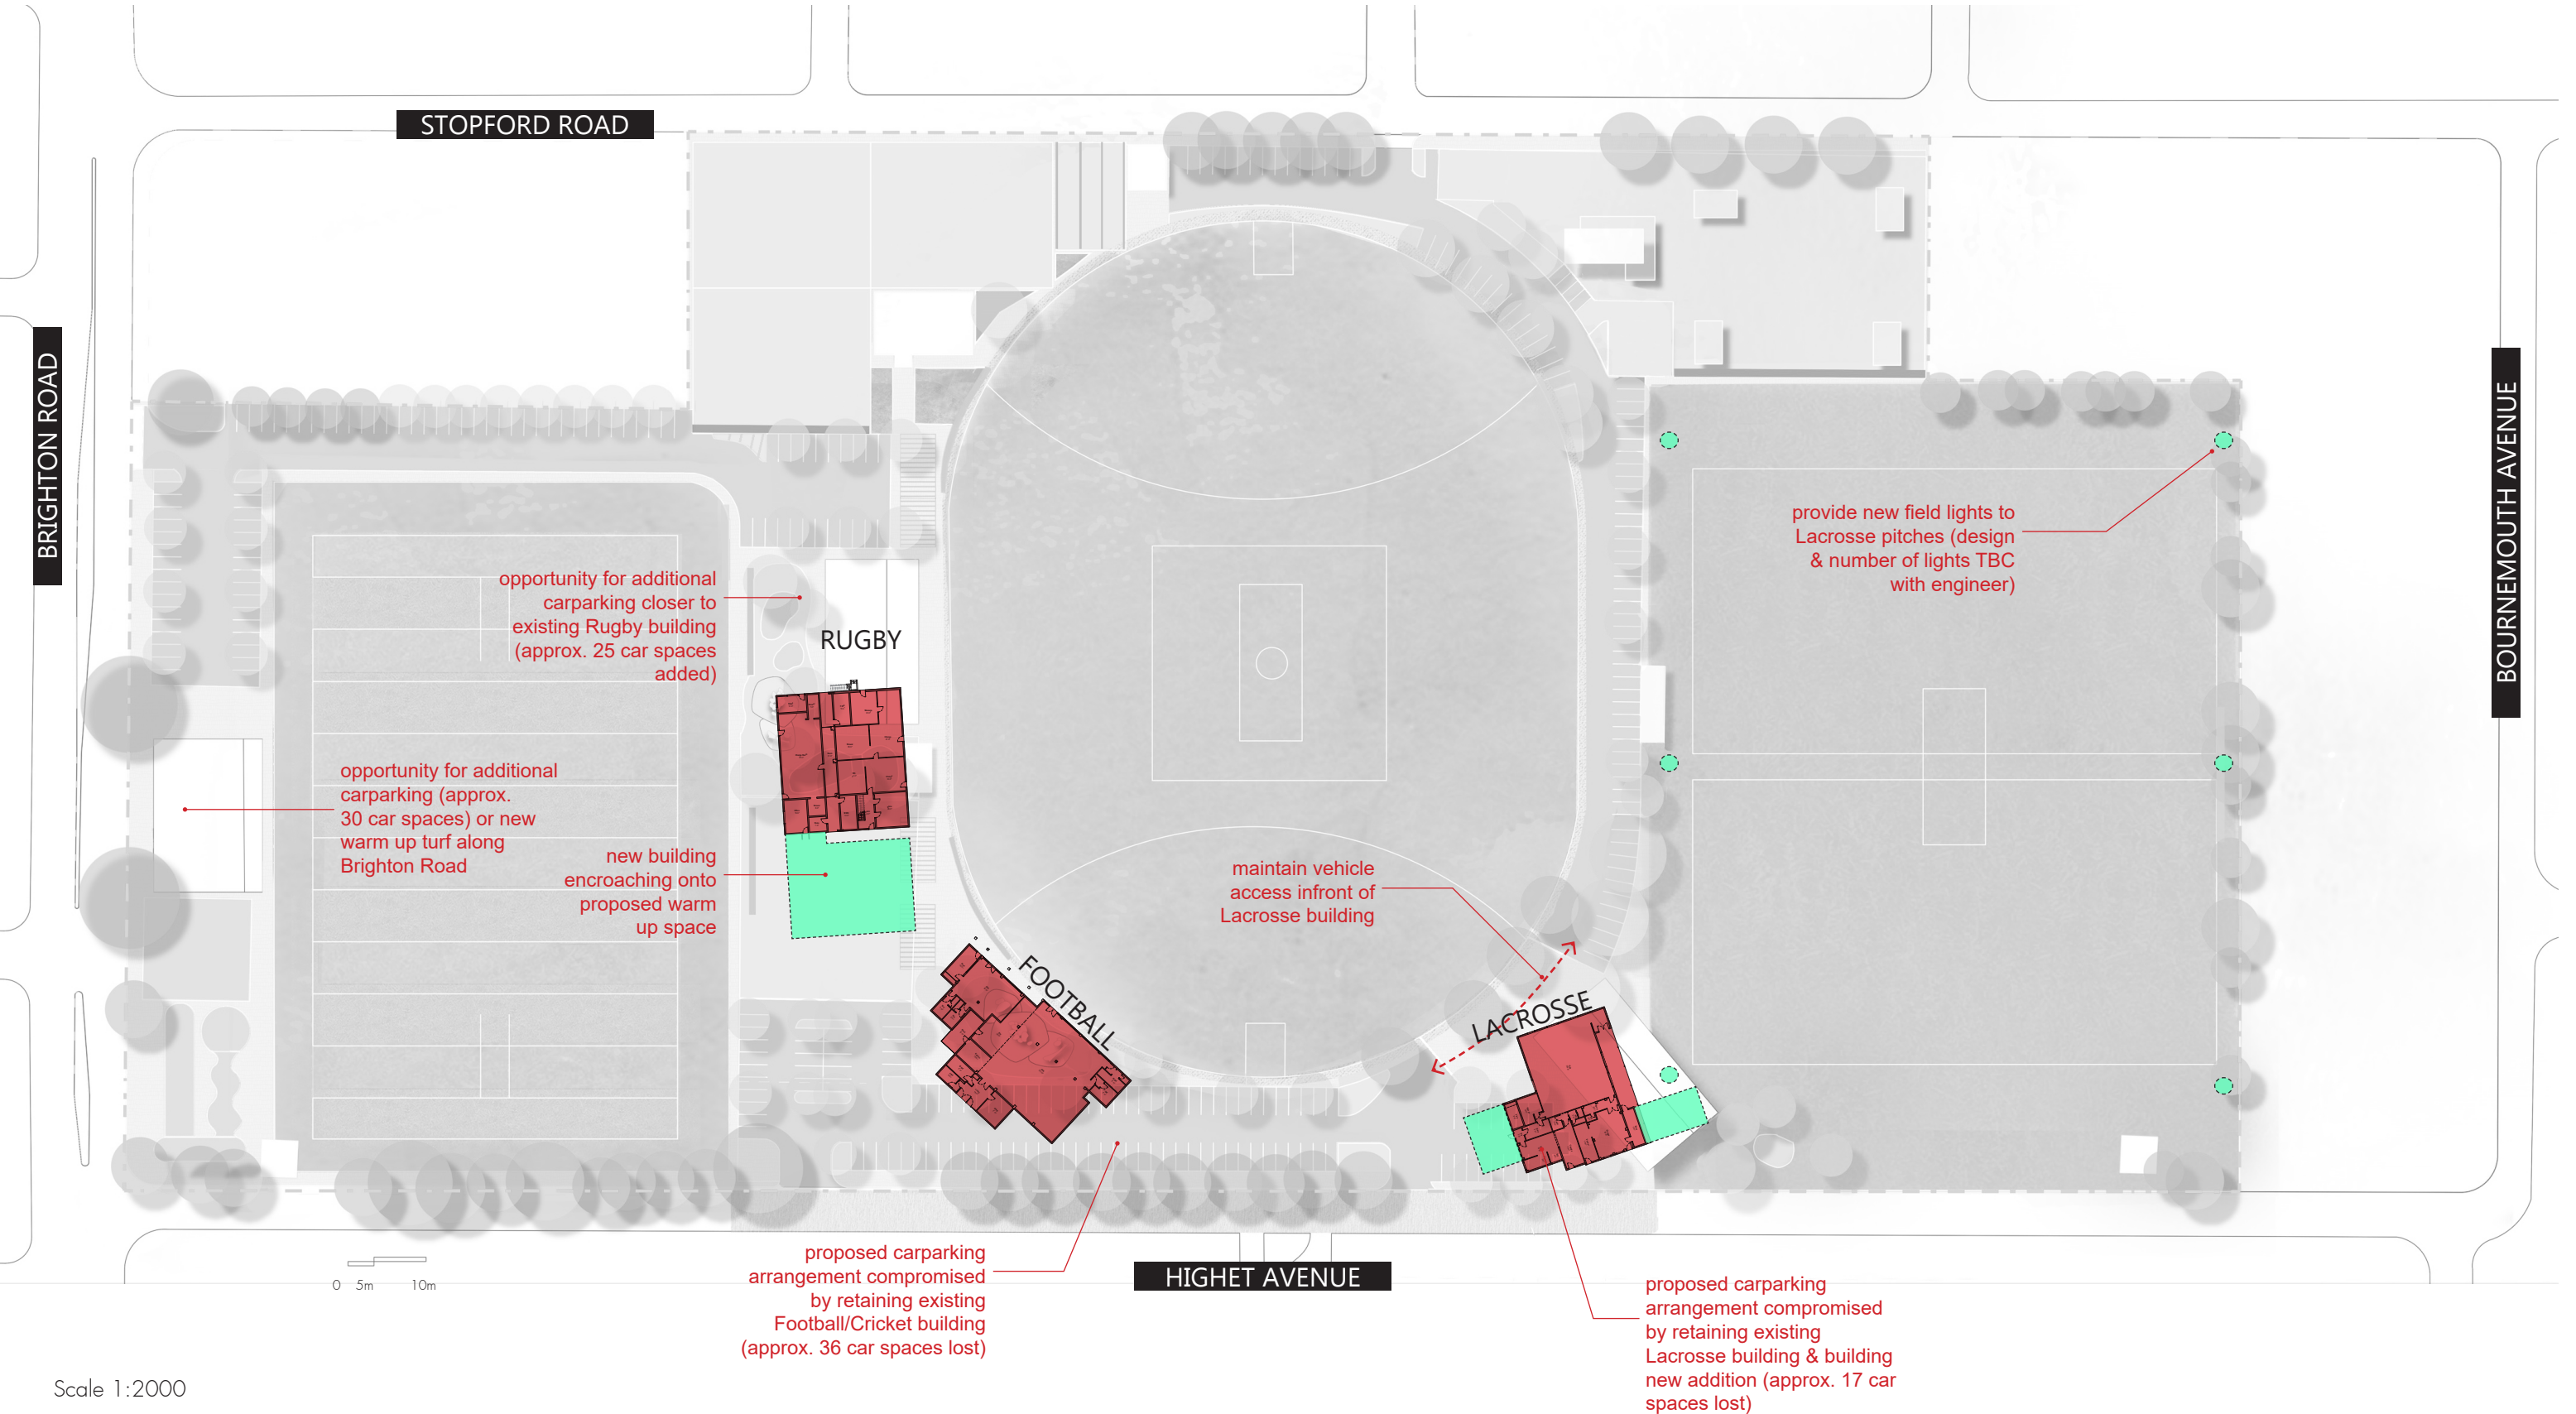 STOPFORD ROAD
BRIGHTON ROAD
BOURNEMOUTH AVENUE
provide new field lights to
Lacrosse pitches (design
& number of lights TBC
with engineer)
opportunity for additional
carparking closer to
existing Rugby building
(approx. 25 car spaces
added)
RUGBY
opportunity for additional
carparking (approx.
30 car spaces) or new
warm up turf along
Brighton Road
new building
encroaching onto
proposed warm
up space
maintain vehicle
access infront of
Lacrosse building
FOOTBALL
LACROSSE
proposed carparking
arrangement compromised
by retaining existing
Football/Cricket building
(approx. 36 car spaces lost)
HIGHET AVENUE
proposed carparking
arrangement compromised
by retaining existing
Lacrosse building & building
new addition (approx. 17 car
spaces lost)
0 5m 10m
Scale 1:2000